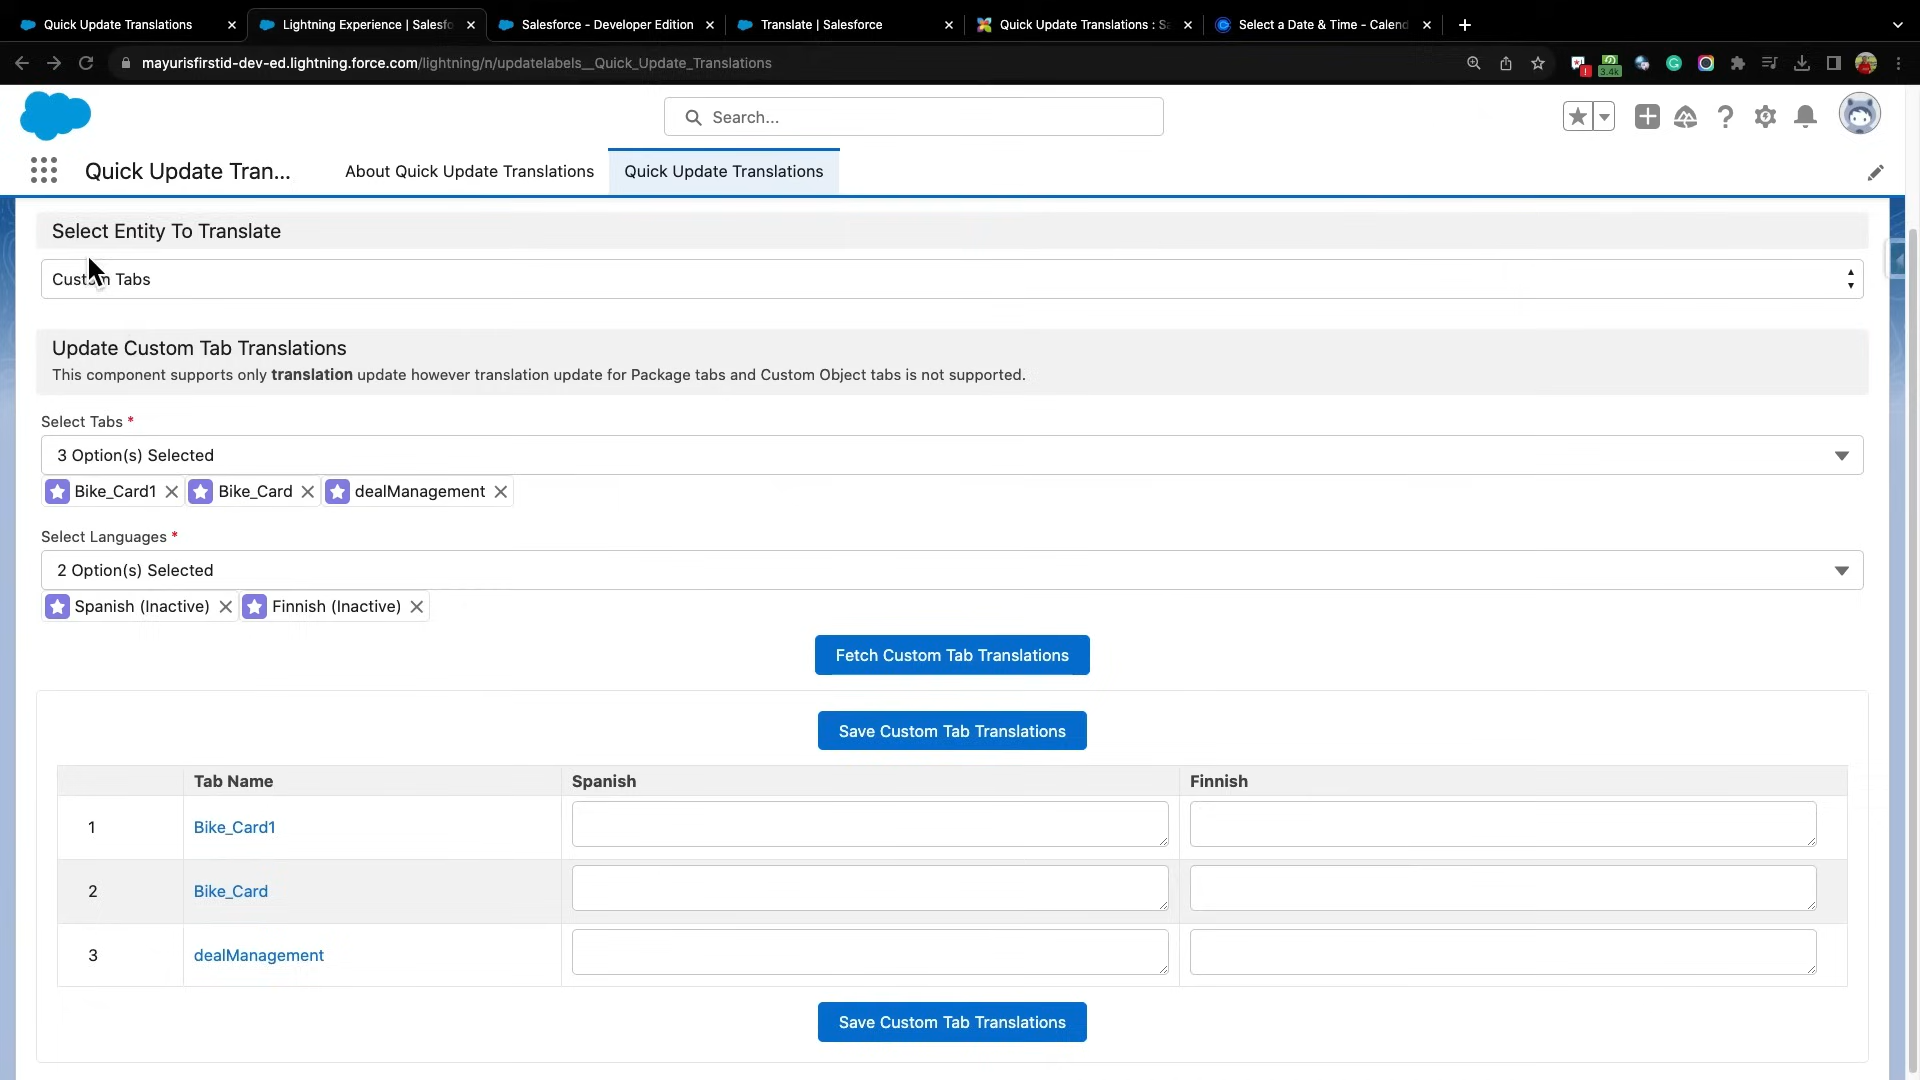 Quick Update Translations
Lightning Experience | Salesfo
Salesforce - Developer Edition
Translate | Salesforce
Quick Update Translations : Sa
Select a Date & Time - Calend
mayurisfirstid-dev-ed.lightning.force.com/lightning/n/updatelabels__Quick_Update_Translations
3.4k
Search...
Quick Update Tran...
About Quick Update Translations
Quick Update Translations
Select Entity To Translate
Custom Tabs
Update Custom Tab Translations
This component supports only translation update however translation update for Package tabs and Custom Object tabs is not supported.
Select Tabs *
3 Option(s) Selected
Bike_Card1
Bike_Card
dealManagement
Select Languages *
2 Option(s) Selected
Spanish (Inactive)
Finnish (Inactive)
Fetch Custom Tab Translations
Save Custom Tab Translations
Tab Name
Spanish
Finnish
1
Bike_Card1
2
Bike_Card
3
dealManagement
Save Custom Tab Translations